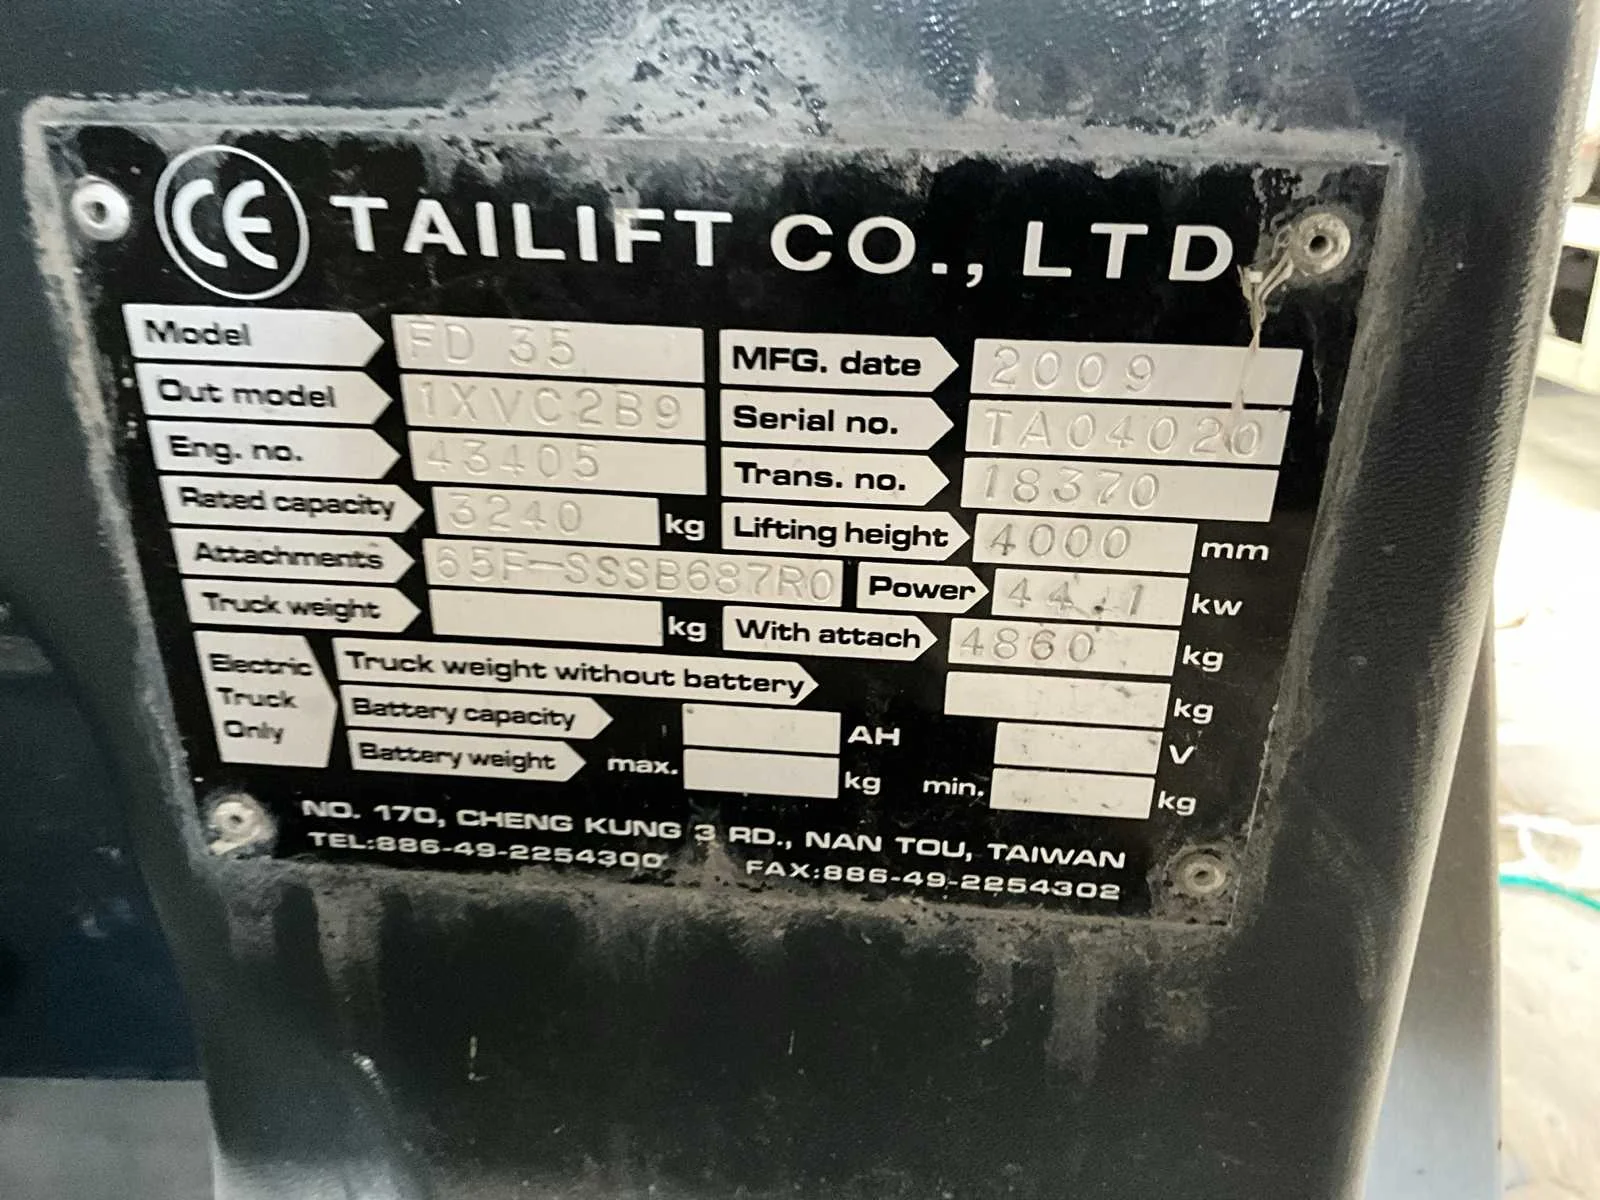 CE TAILIFT CO., LTD
Model FD 35 MFG. date 2009
Out model 1XVC2B9 Serial no. TA04020
Eng. no. 43405 Trans. no. 18370
Rated capacity 3240 kg Lifting height 4000 mm
Attachments 65F-SSSB687R0 Power 44.1 kw
Truck weight kg With attach 4860 kg
Electric Truck Only Truck weight without battery kg
Battery capacity AH V
Battery weight max. kg min. kg
NO. 170, CHENG KUNG 3 RD., NAN TOU, TAIWAN
TEL:886-49-2254300 FAX:886-49-2254302